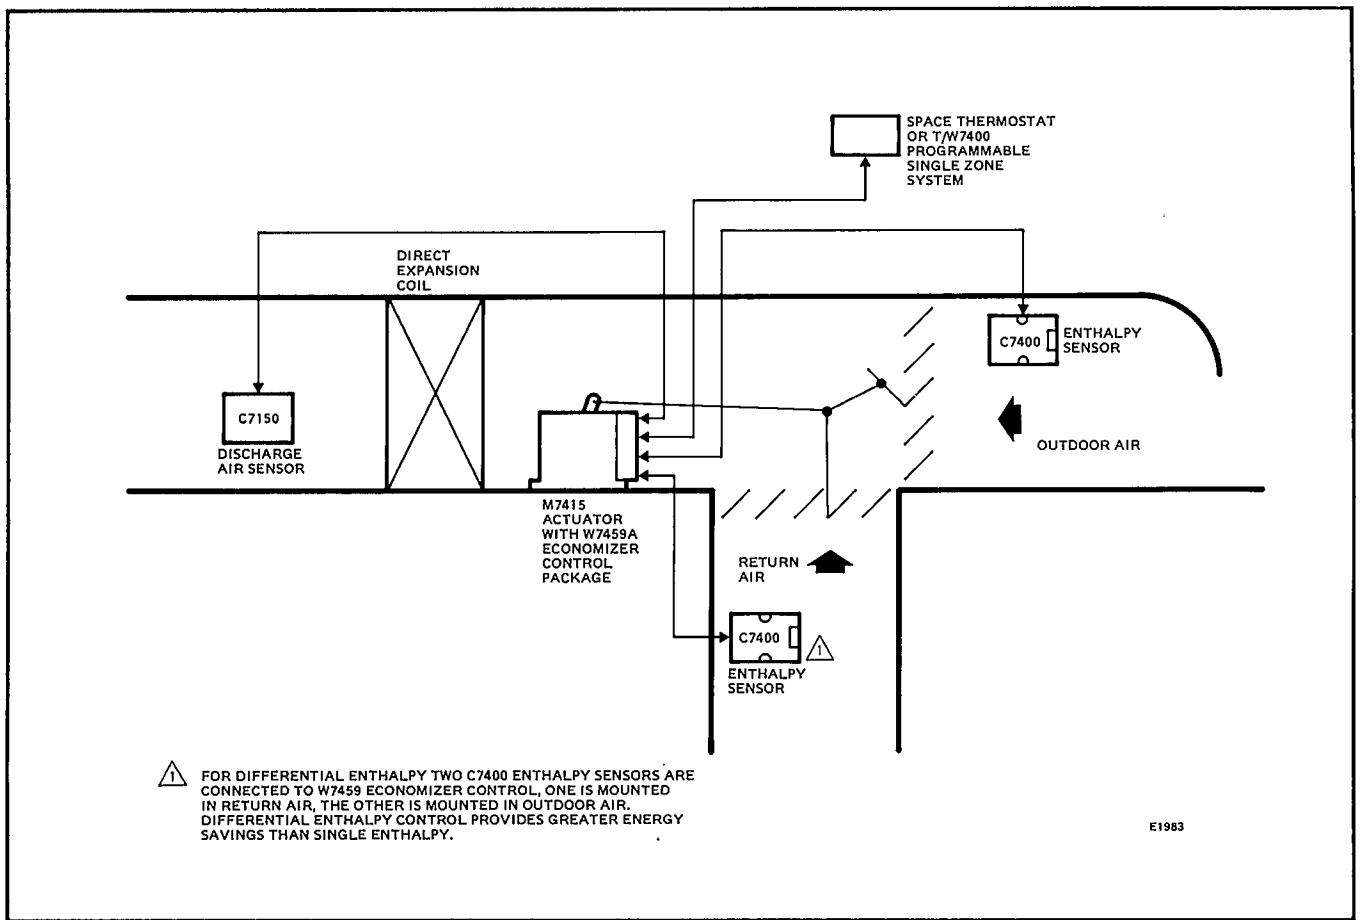 SPACE THERMOSTAT
OR T/W7400
PROGRAMMABLE
SINGLE ZONE
SYSTEM
DIRECT
EXPANSION
COIL
C7400
ENTHALPY
SENSOR
C7150
DISCHARGE
AIR SENSOR
OUTDOOR AIR
M7415
ACTUATOR
WITH W7459A
ECONOMIZER
CONTROL
PACKAGE
RETURN
AIR
C7400
1
ENTHALPY
SENSOR
1 FOR DIFFERENTIAL ENTHALPY TWO C7400 ENTHALPY SENSORS ARE
CONNECTED TO W7459 ECONOMIZER CONTROL, ONE IS MOUNTED
IN RETURN AIR, THE OTHER IS MOUNTED IN OUTDOOR AIR.
DIFFERENTIAL ENTHALPY CONTROL PROVIDES GREATER ENERGY
SAVINGS THAN SINGLE ENTHALPY.
E1983